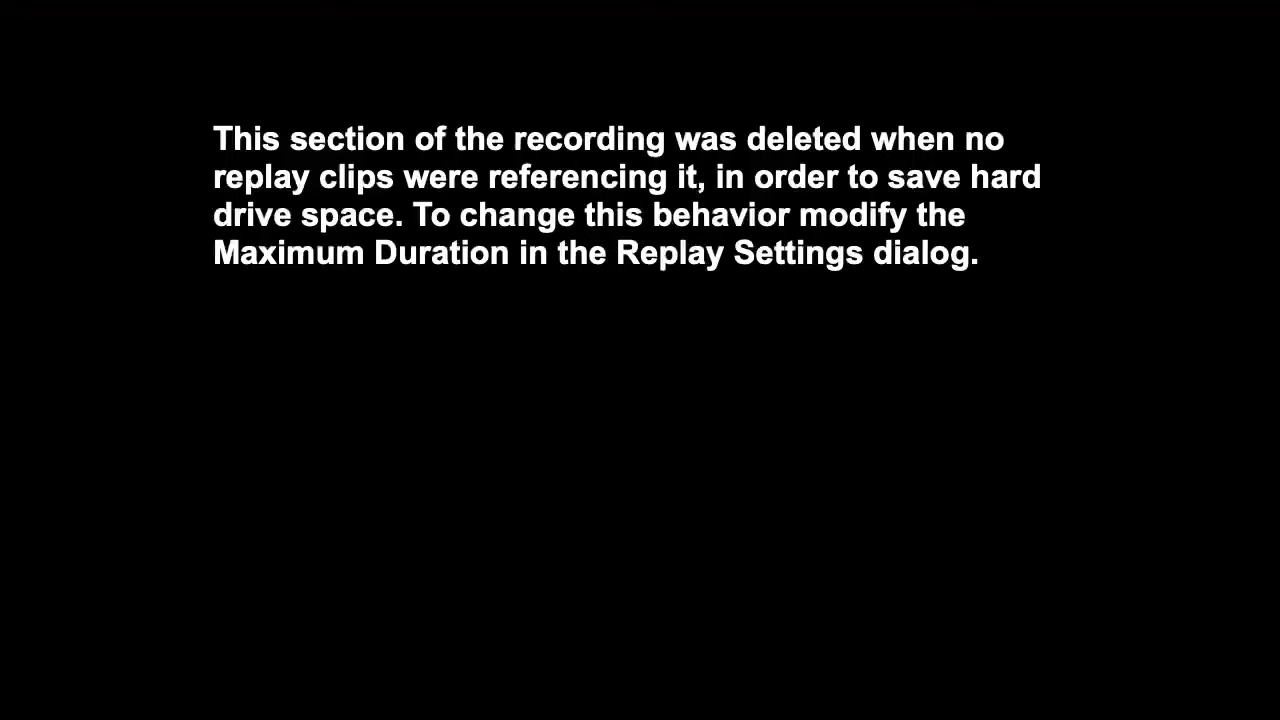 This section of the recording was deleted when no
replay clips were referencing it, in order to save hard
drive space. To change this behavior modify the
Maximum Duration in the Replay Settings dialog.